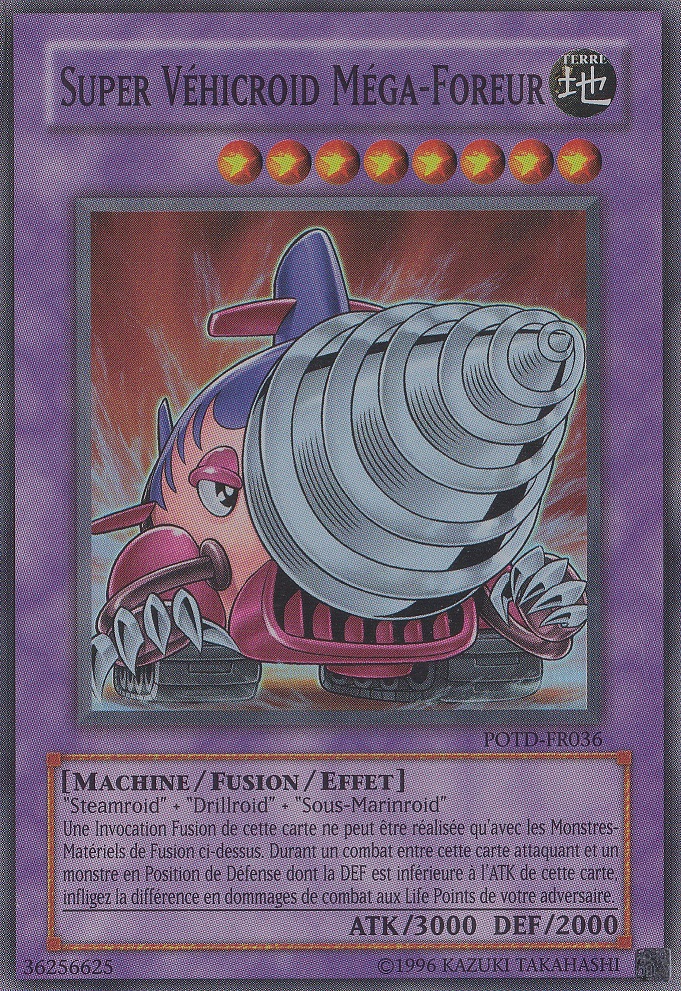 Super Véhicroid Méga-Foreur
TERRE
地
POTD-FR036
[Machine/Fusion/Effet]
"Steamroid" + "Drillroid" + "Sous-Marinroid"
Une Invocation Fusion de cette carte ne peut être réalisée qu'avec les Monstres-
Matériels de Fusion ci-dessus. Durant un combat entre cette carte attaquant et un
monstre en Position de Défense dont la DEF est inférieure à l'ATK de cette carte,
infligez la différence en dommages de combat aux Life Points de votre adversaire.
ATK/3000 DEF/2000
36256625
©1996 KAZUKI TAKAHASHI